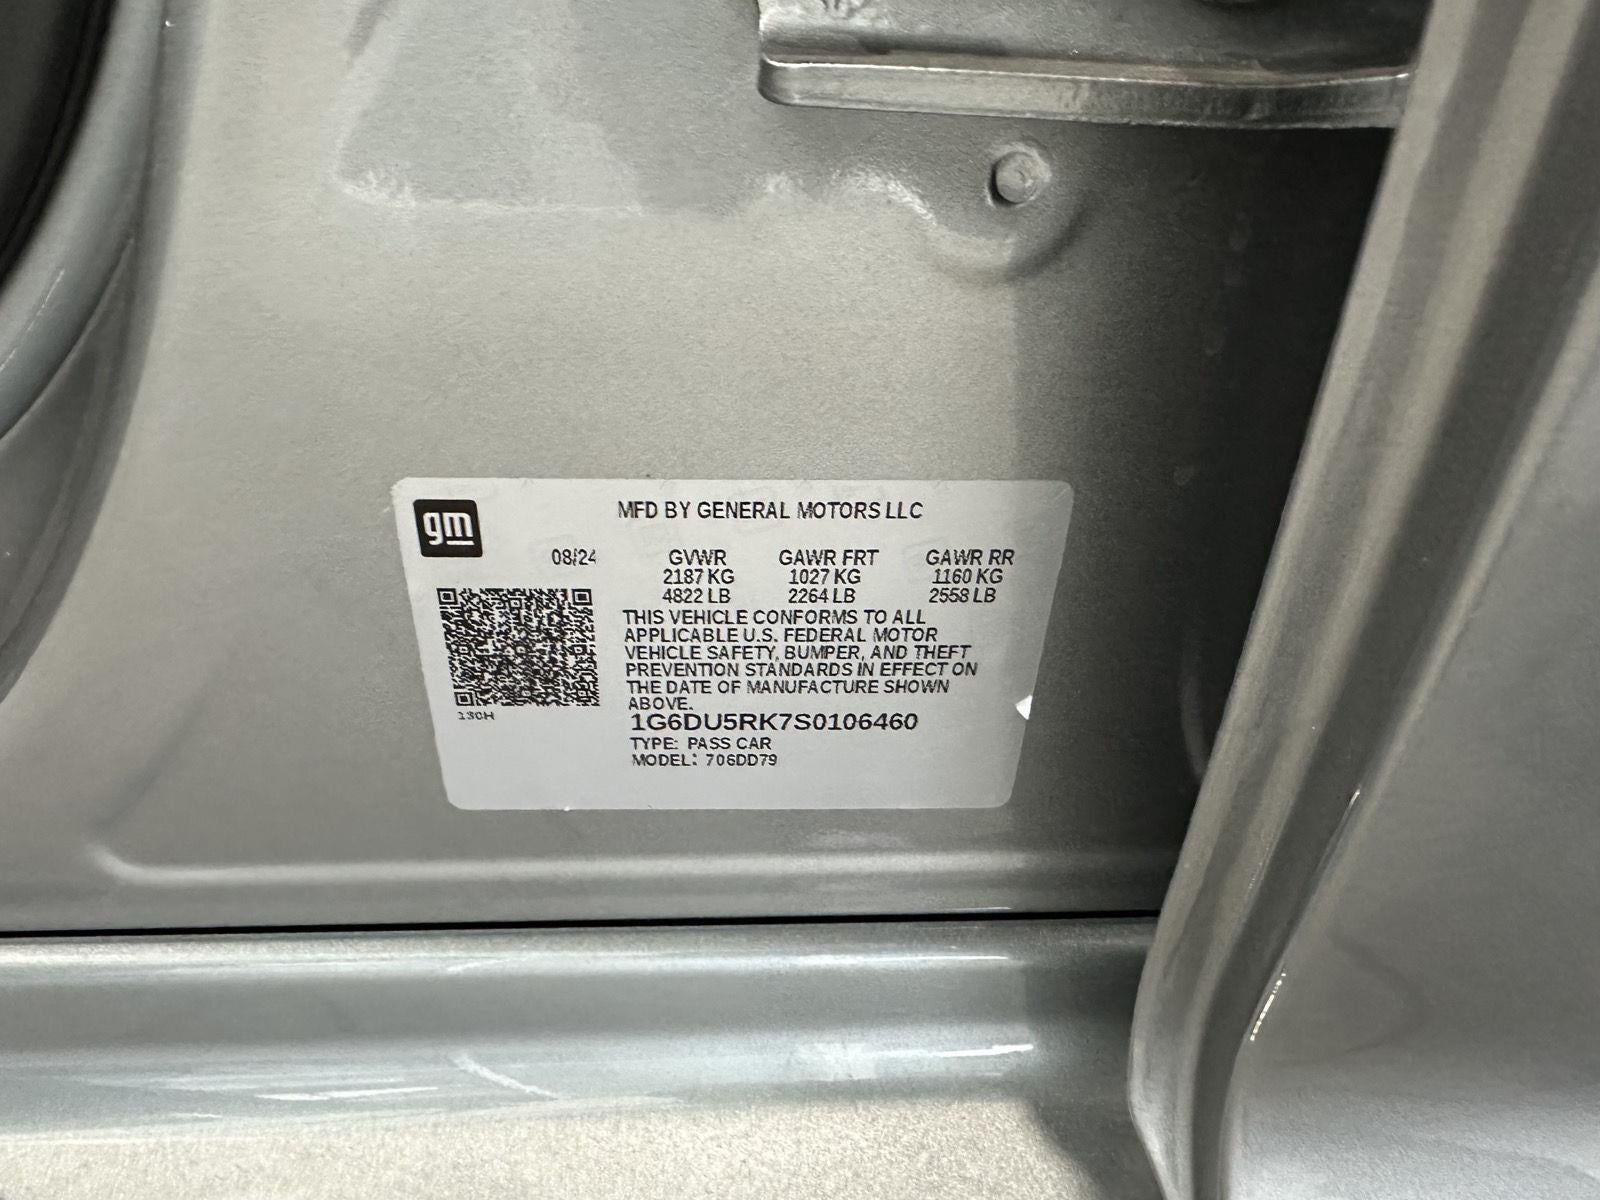 gm
MFD BY GENERAL MOTORS LLC
08/24 GVWR GAWR FRT GAWR RR
2187 KG 1027 KG 1160 KG
4822 LB 2264 LB 2558 LB
THIS VEHICLE CONFORMS TO ALL
APPLICABLE U.S. FEDERAL MOTOR
VEHICLE SAFETY, BUMPER, AND THEFT
PREVENTION STANDARDS IN EFFECT ON
THE DATE OF MANUFACTURE SHOWN
ABOVE.
1G6DU5RK7S0106460
TYPE: PASS CAR
MODEL: 706DD79